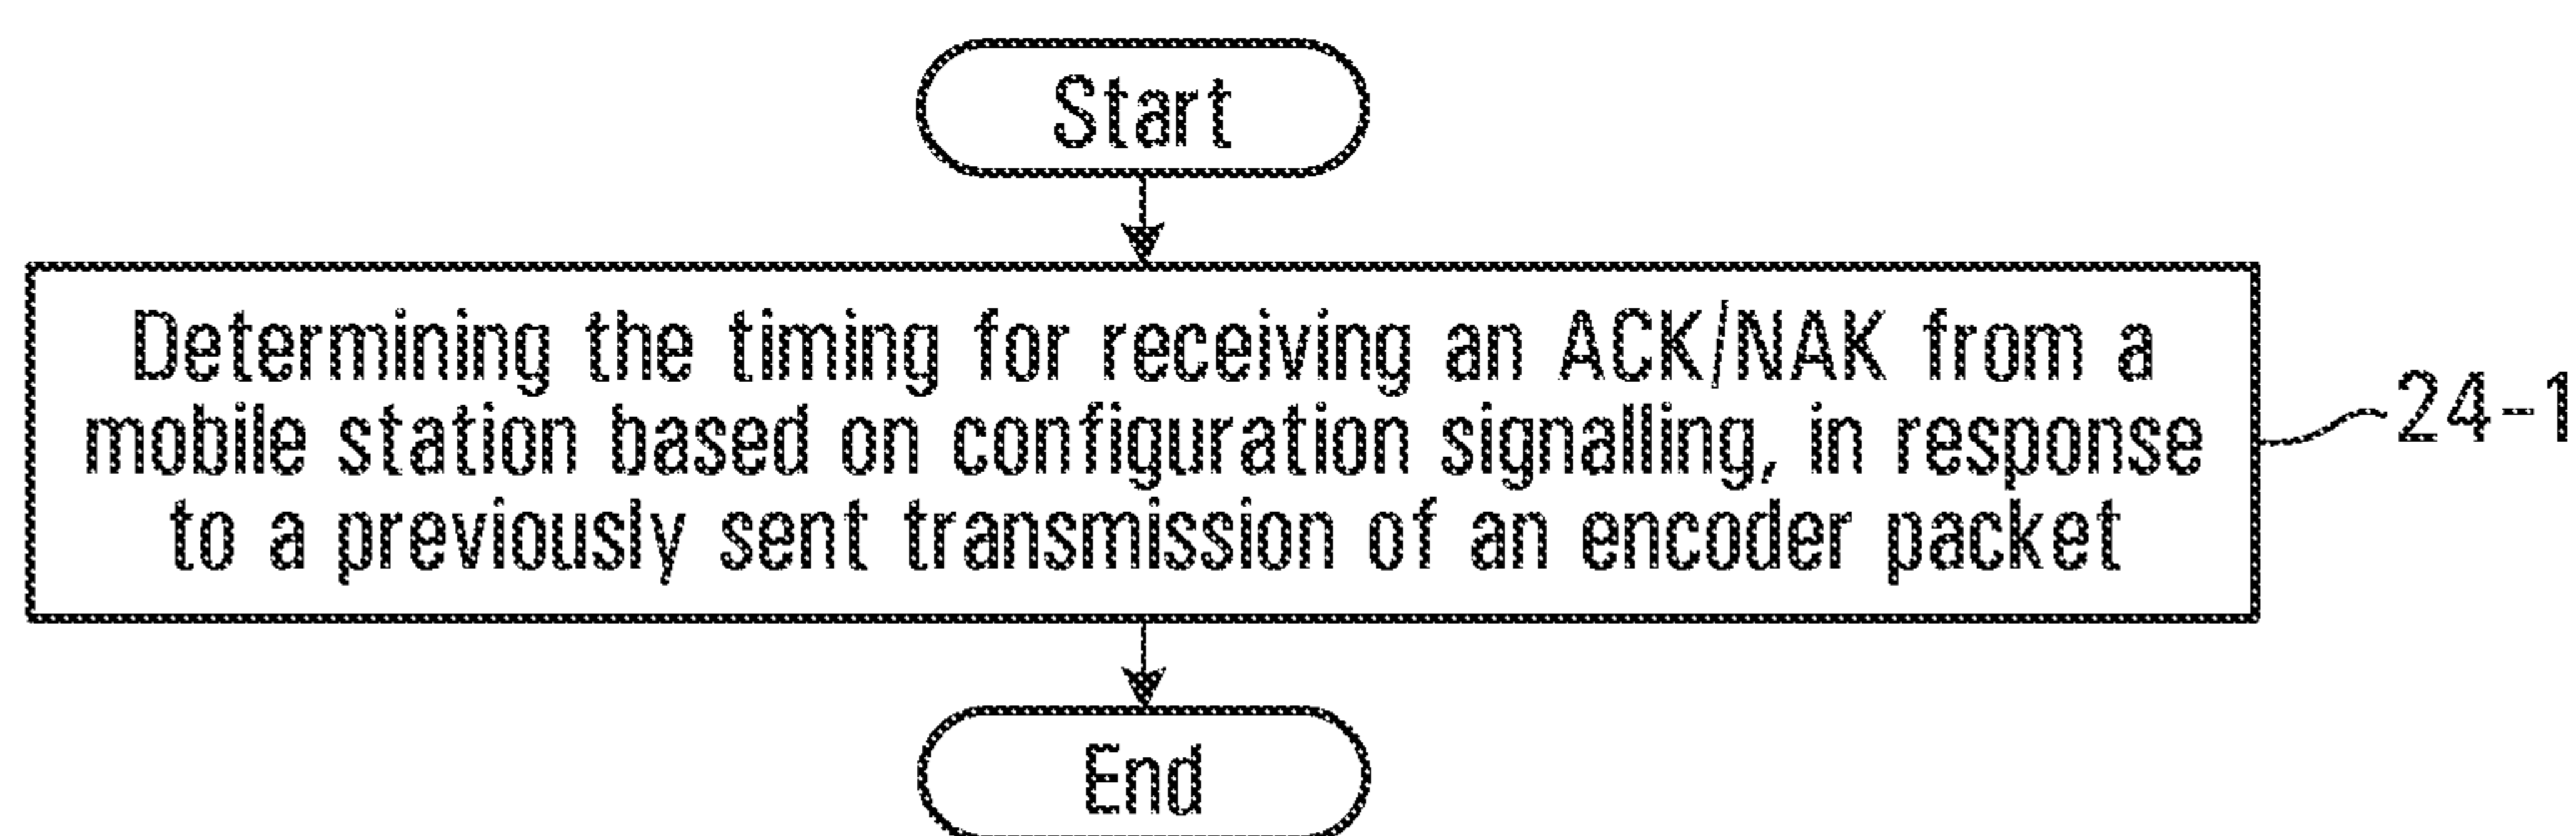 Start
Determining the timing for receiving an ACK/NAK from a
mobile station based on configuration signalling, in response
to a previously sent transmission of an encoder packet
24-1
End